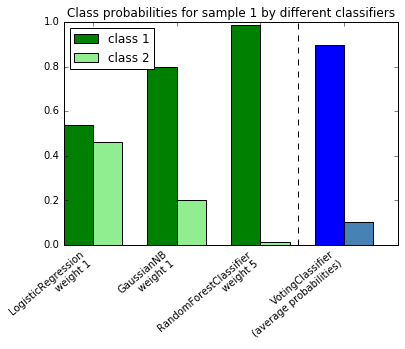 Class probabilities for sample 1 by different classifiers
class 1
class 2
1.0
0.8
0.6
0.4
0.2
0.0
LogisticRegression
weight 1
GaussianNB
weight 1
RandomForestClassifier
weight 5
VotingClassifier
(average probabilities)